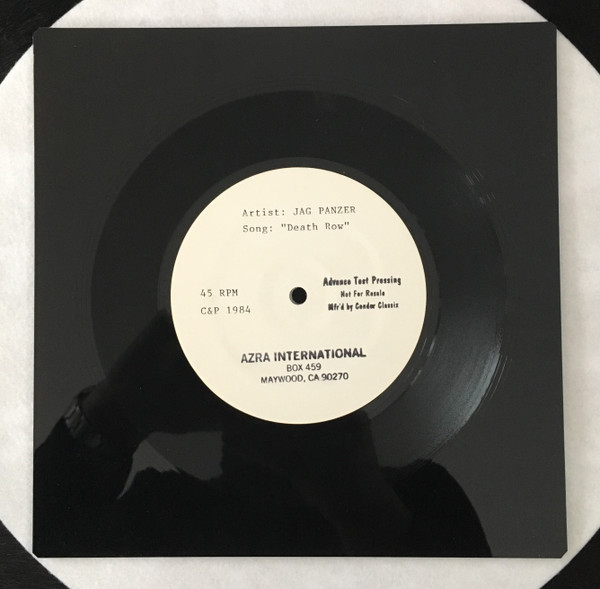 Artist: JAG PANZER
Song: "Death Row"
45 RPM
C&P 1984
Advance Test Pressing
Not For Resale
Mfr'd by Condor Classix
AZRA INTERNATIONAL
BOX 459
MAYWOOD, CA 90270